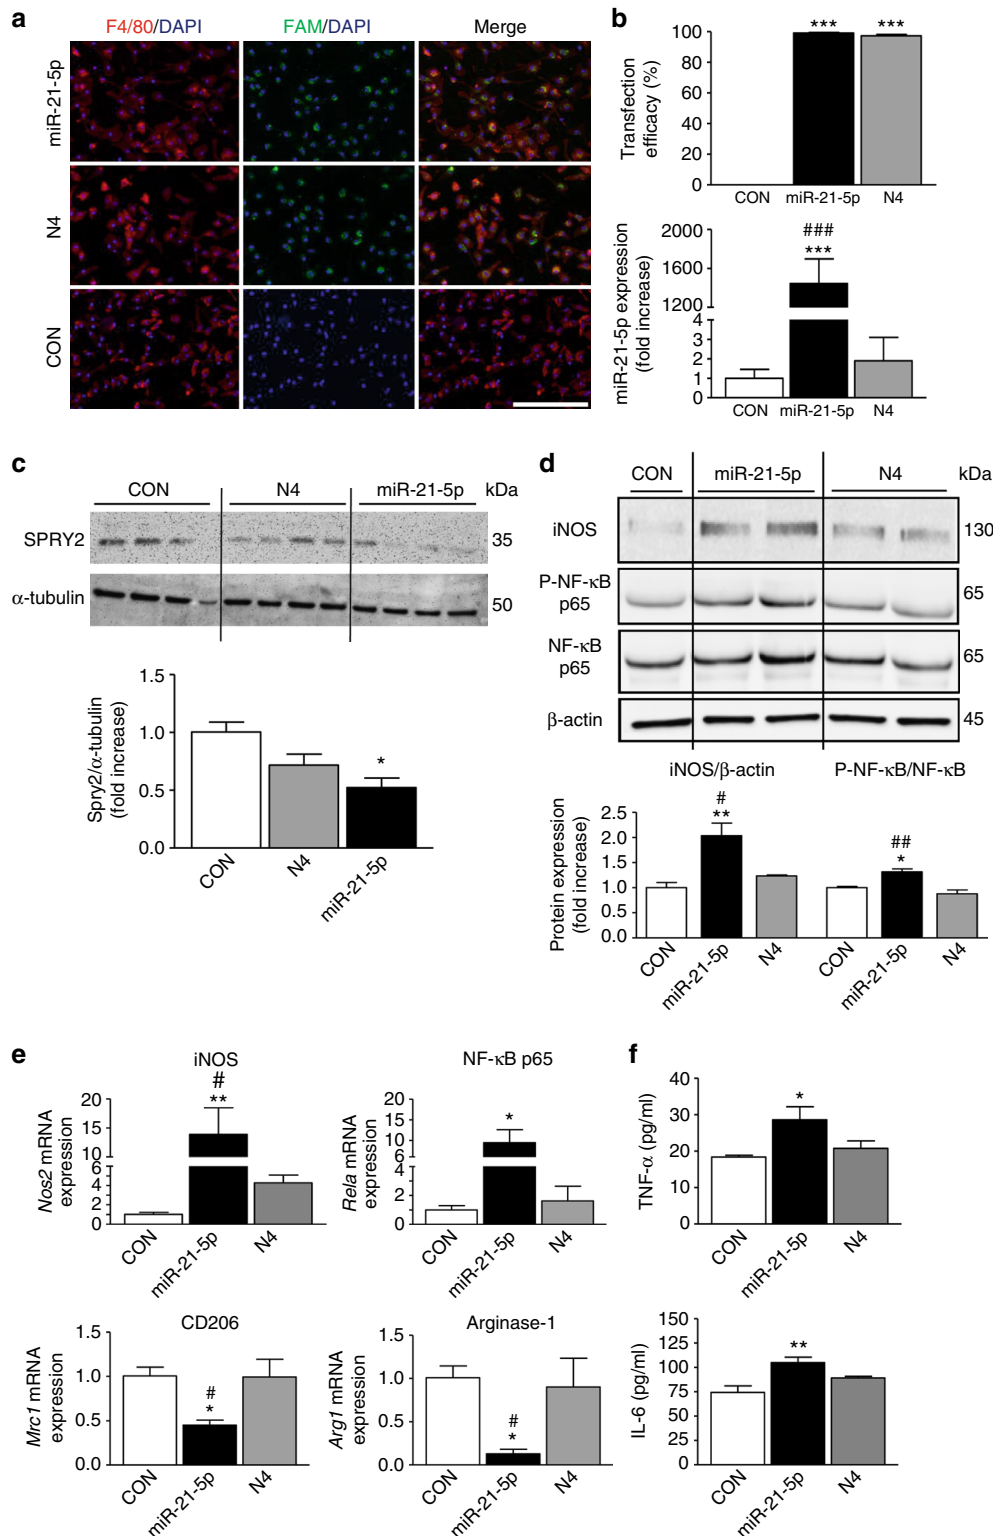 a
F4/80/DAPI
FAM/DAPI
Merge
miR-21-5p
N4
CON
b
Transfection
efficacy (%)
100
80
60
40
20
0
***
***
CON
miR-21-5p
N4
miR-21-5p expression
(fold increase)
2000
1600
1200
4
3
2
1
0
###
***
CON
miR-21-5p
N4
c
CON
N4
miR-21-5p
kDa
SPRY2
35
α-tubulin
50
Spry2/α-tubulin
(fold increase)
1.5
1.0
0.5
0.0
*
CON
N4
miR-21-5p
d
CON
miR-21-5p
N4
kDa
iNOS
130
P-NF-κB
p65
65
NF-κB
p65
65
β-actin
45
iNOS/β-actin
P-NF-κB/NF-κB
Protein expression
(fold increase)
2.5
2.0
1.5
1.0
0.5
0.0
#
**
##
*
CON
miR-21-5p
N4
CON
miR-21-5p
N4
e
iNOS
Nos2 mRNA
expression
20
15
10
6
4
2
0
#
**
CON
miR-21-5p
N4
NF-κB p65
Rela mRNA
expression
20
15
10
6
4
2
0
*
CON
miR-21-5p
N4
CD206
Mrc1 mRNA
expression
1.5
1.0
0.5
0.0
#
*
CON
miR-21-5p
N4
Arginase-1
Arg1 mRNA
expression
1.5
1.0
0.5
0.0
#
*
CON
miR-21-5p
N4
f
TNF-α (pg/ml)
40
30
20
10
0
*
CON
miR-21-5p
N4
IL-6 (pg/ml)
150
125
100
75
50
25
0
**
CON
miR-21-5p
N4